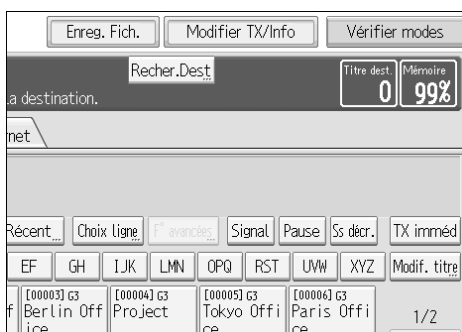 Enreg. Fich. Modifier TX/Info Vérifier modes
Recher.Dest. Titre dest. Mémoire
la destination. 0 99%
rnet
Récent Choix ligne F° avancées Signal Pause Ss décr. TX imméd
EF GH IJK LMN OPQ RST UVW XYZ Modif. titre
[00003] G3 [00004] G3 [00005] G3 [00006] G3
f Berlin Off Project Tokyo Offi Paris Offi 1/2
ice ce ce